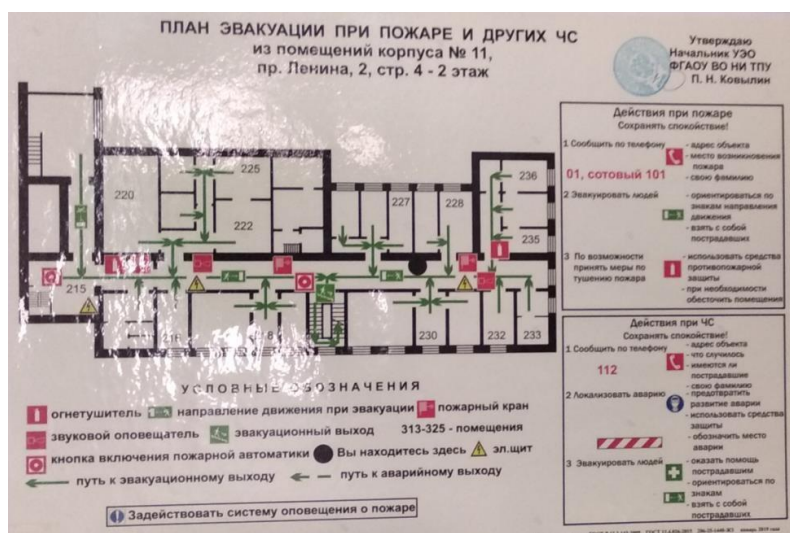 ПЛАН ЭВАКУАЦИИ ПРИ ПОЖАРЕ И ДРУГИХ ЧС
из помещений корпуса № 11,
пр. Ленина, 2, стр. 4 - 2 этаж
Утверждаю
Начальник УЭО
ФГАОУ ВО НИ ТПУ
П. Н. Ковылин
220
225
222
227
228
236
235
215
230
232
233
Действия при пожаре
Сохранять спокойствие!
1 Сообщить по телефону
01, сотовый 101
- адрес объекта
- место возникновения
пожара
- свою фамилию
2 Эвакуировать людей
- ориентироваться по
знакам направления
движения
- взять с собой
пострадавших
3 По возможности
принять меры по
тушению пожара
- использовать средства
противопожарной
защиты
- при необходимости
обесточить помещения
Действия при ЧС
Сохранять спокойствие!
1 Сообщить по телефону
112
- адрес объекта
- что случилось
- имеются ли
пострадавшие
- свою фамилию
2 Локализовать аварию
- предотвратить
развитие аварии
- использовать средства
защиты
- обозначить место
аварии
3 Эвакуировать людей
- оказать помощь
пострадавшим
- ориентироваться по
знакам
- взять с собой
пострадавших
УСЛОВНЫЕ ОБОЗНАЧЕНИЯ
огнетушитель
направление движения при эвакуации
пожарный кран
звуковой оповещатель
эвакуационный выход
313-325 - помещения
кнопка включения пожарной автоматики
Вы находитесь здесь
эл.щит
путь к эвакуационному выходу
путь к аварийному выходу
Задействовать систему оповещения о пожаре